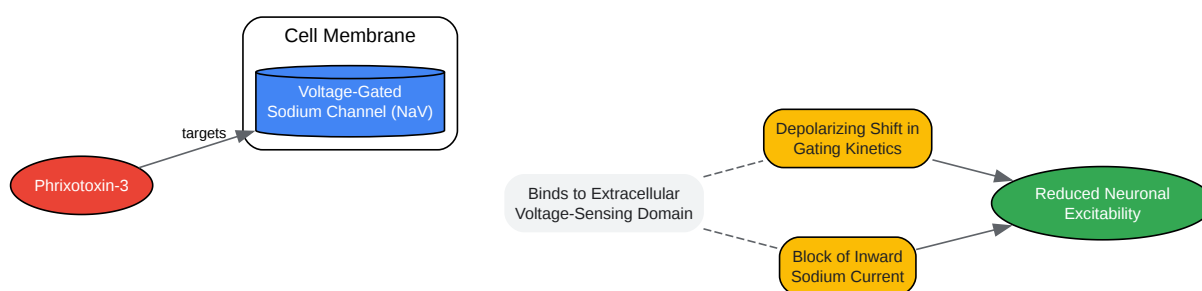 Cell Membrane
Voltage-Gated
Sodium Channel (NaV)
targets
Phrixotoxin-3
Depolarizing Shift in
Gating Kinetics
Binds to Extracellular
Voltage-Sensing Domain
Reduced Neuronal
Excitability
Block of Inward
Sodium Current